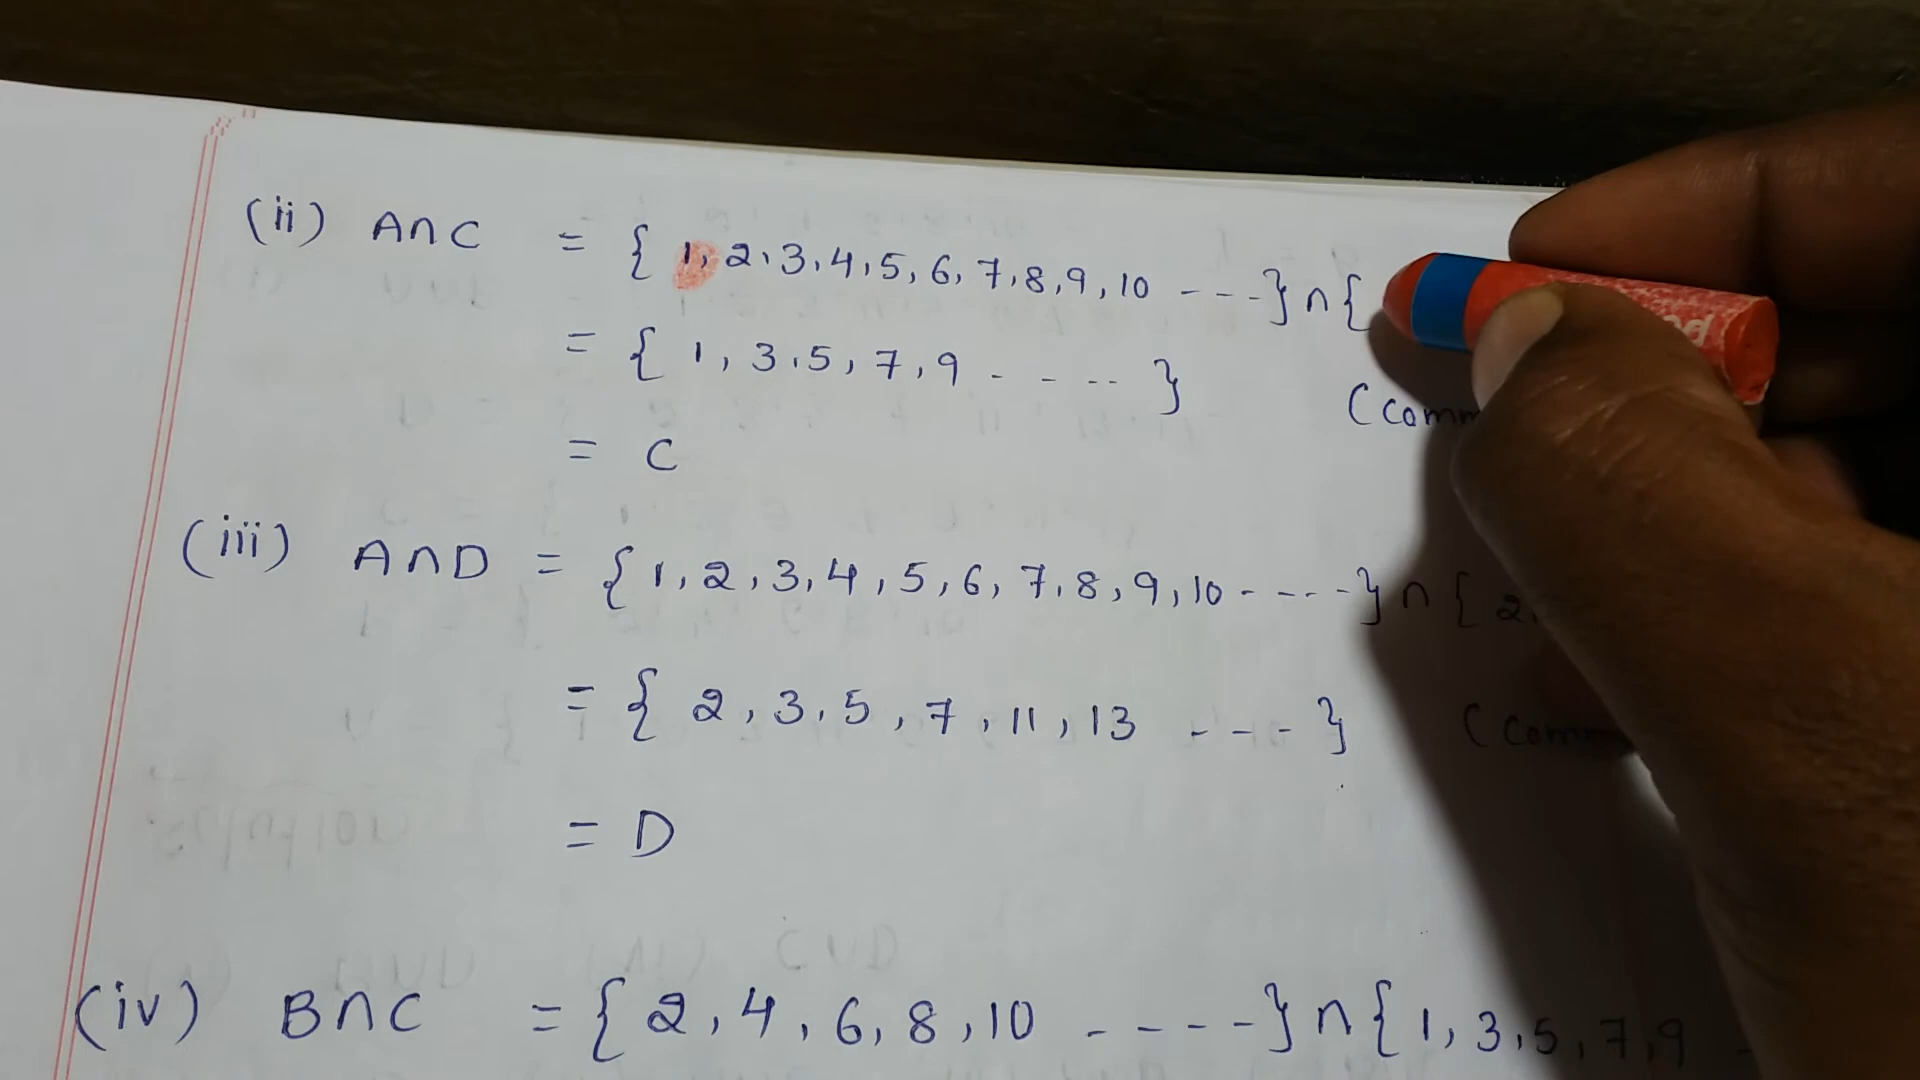 (ii) A∩C = { 1, 2, 3, 4, 5, 6, 7, 8, 9, 10 - - - } ∩ {
= { 1, 3, 5, 7, 9 - - - - }
= C
(iii) A∩D = { 1, 2, 3, 4, 5, 6, 7, 8, 9, 10 - - - - } ∩ { 2,
= { 2, 3, 5, 7, 11, 13 - - - }
= D
(iv) B∩C = { 2, 4, 6, 8, 10 - - - - } ∩ { 1, 3, 5, 7, 9 -